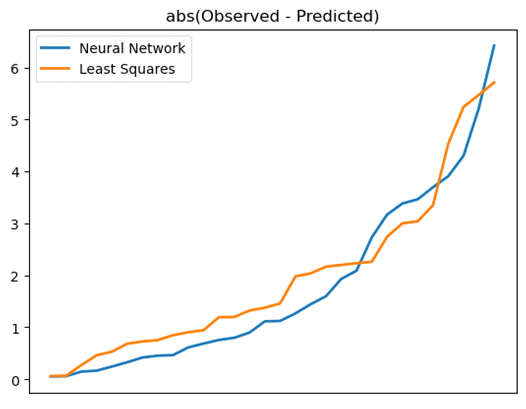 abs(Observed - Predicted)
Neural Network
Least Squares
6
5
4
3
2
1
0